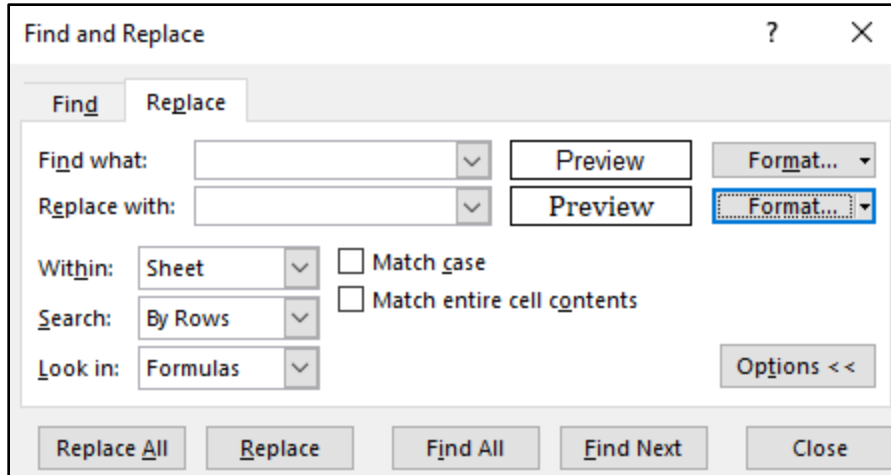 Find and Replace ?
Find Replace
Find what: Preview Format...
Replace with: Preview Format...
Within: Sheet Match case
Match entire cell contents
Search: By Rows
Look in: Formulas Options <<
Replace All Replace Find All Find Next Close